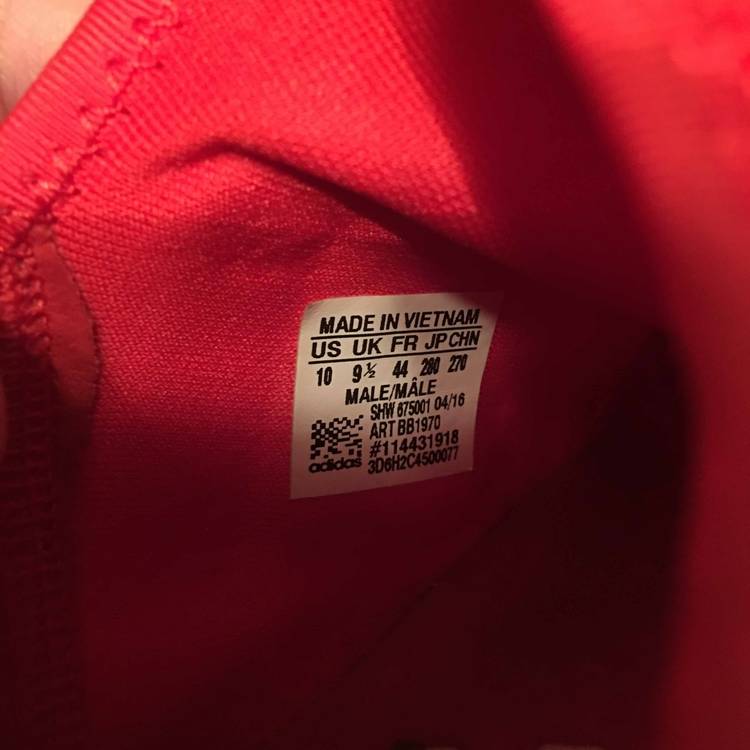 MADE IN VIETNAM
US UK FR JP CHN
10 9½ 44 280 270
MALE/MÂLE
SHW 675001 04/16
ART BB1970
#114431918
adidas 3D6H2C4500077